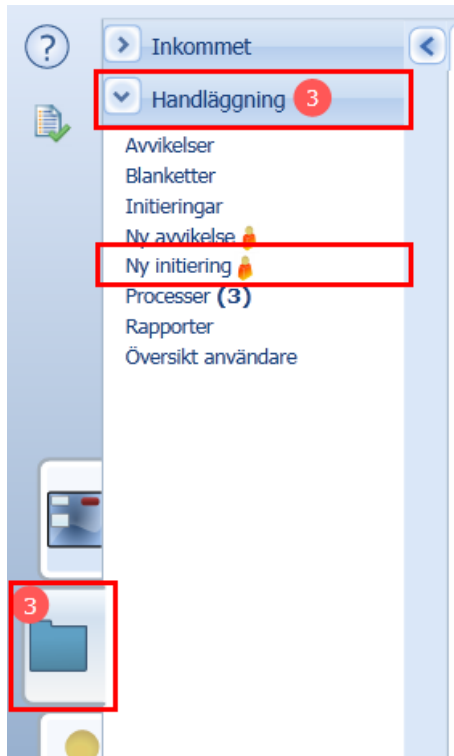 ?
Inkommet
Handläggning 3
Avvikelser
Blanketter
Initieringar
Ny avvikelse
Ny initiering
Processer (3)
Rapporter
Översikt användare
3